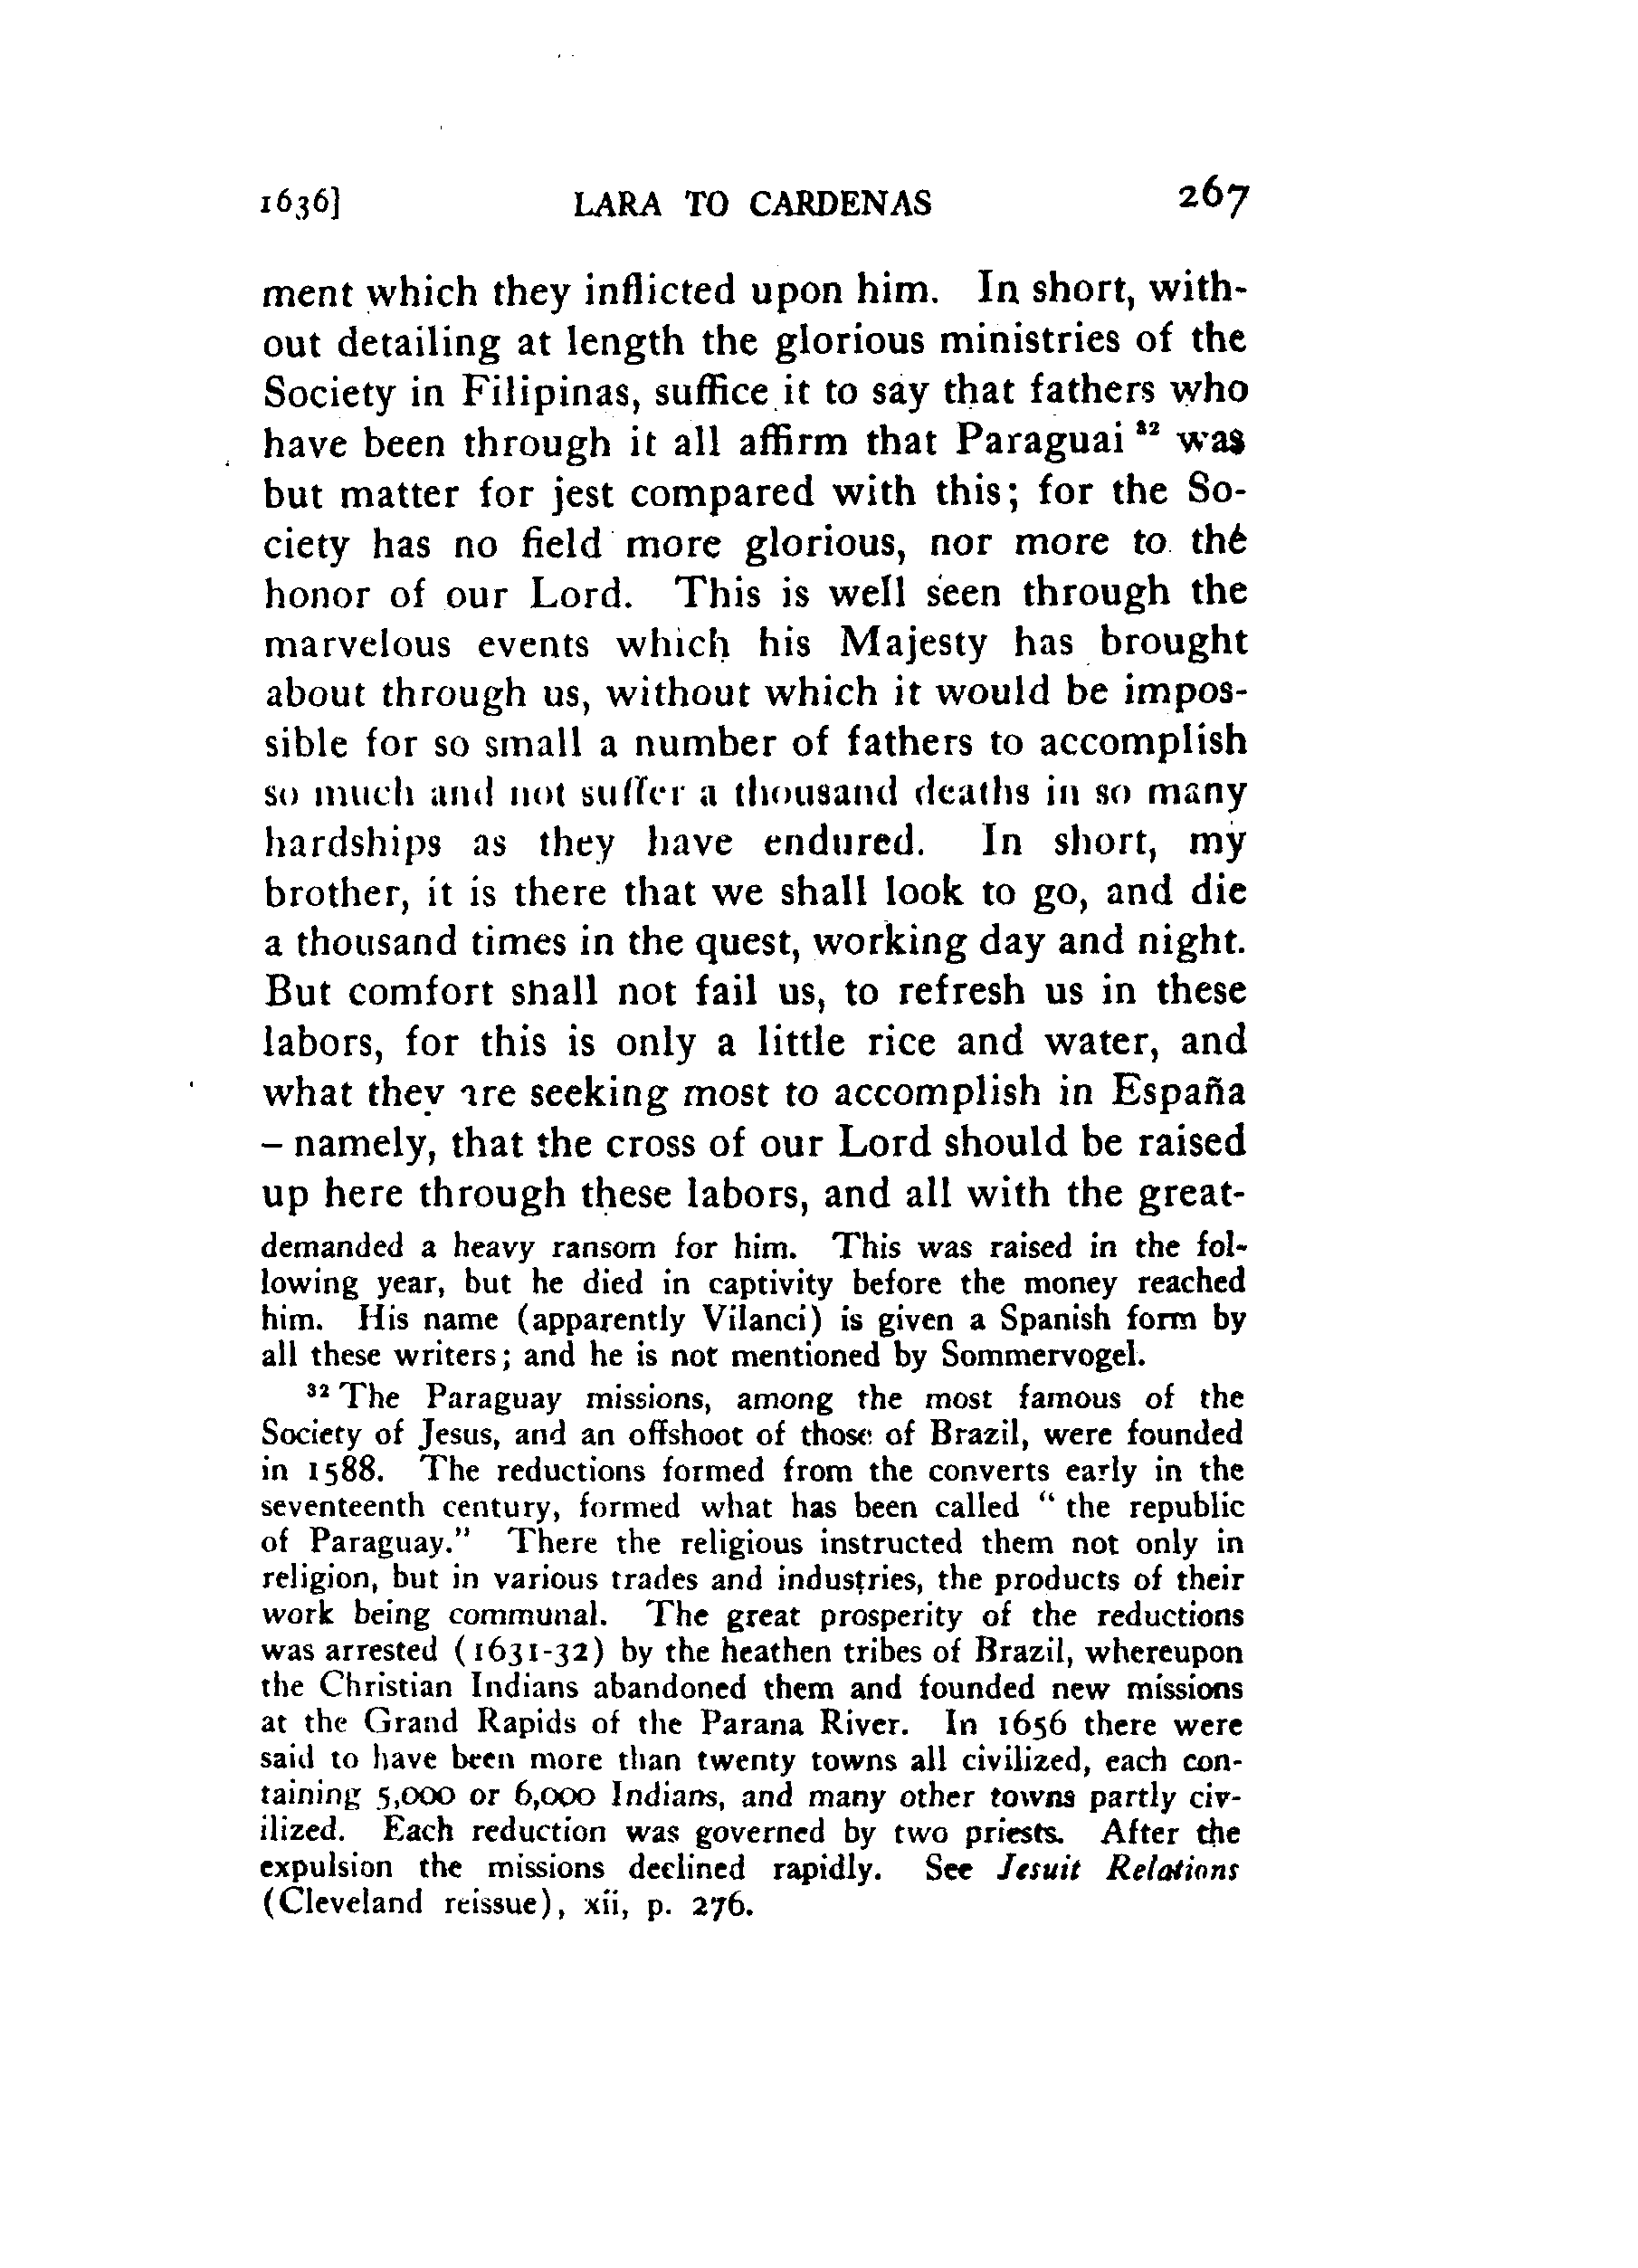 1636] LARA TO CARDENAS 267
ment which they inflicted upon him. In short, with-
out detailing at length the glorious ministries of the
Society in Filipinas, suffice it to say that fathers who
have been through it all affirm that Paraguai ³² was
but matter for jest compared with this; for the So-
ciety has no field more glorious, nor more to the
honor of our Lord. This is well seen through the
marvelous events which his Majesty has brought
about through us, without which it would be impos-
sible for so small a number of fathers to accomplish
so much and not suffer a thousand deaths in so many
hardships as they have endured. In short, my
brother, it is there that we shall look to go, and die
a thousand times in the quest, working day and night.
But comfort shall not fail us, to refresh us in these
labors, for this is only a little rice and water, and
what they are seeking most to accomplish in España
– namely, that the cross of our Lord should be raised
up here through these labors, and all with the great-
demanded a heavy ransom for him. This was raised in the fol-
lowing year, but he died in captivity before the money reached
him. His name (apparently Vilanci) is given a Spanish form by
all these writers; and he is not mentioned by Sommervogel.
³² The Paraguay missions, among the most famous of the
Society of Jesus, and an offshoot of those of Brazil, were founded
in 1588. The reductions formed from the converts early in the
seventeenth century, formed what has been called " the republic
of Paraguay." There the religious instructed them not only in
religion, but in various trades and industries, the products of their
work being communal. The great prosperity of the reductions
was arrested (1631-32) by the heathen tribes of Brazil, whereupon
the Christian Indians abandoned them and founded new missions
at the Grand Rapids of the Parana River. In 1656 there were
said to have been more than twenty towns all civilized, each con-
taining 5,000 or 6,000 Indians, and many other towns partly civ-
ilized. Each reduction was governed by two priests. After the
expulsion the missions declined rapidly. See Jesuit Relations
(Cleveland reissue), xii, p. 276.